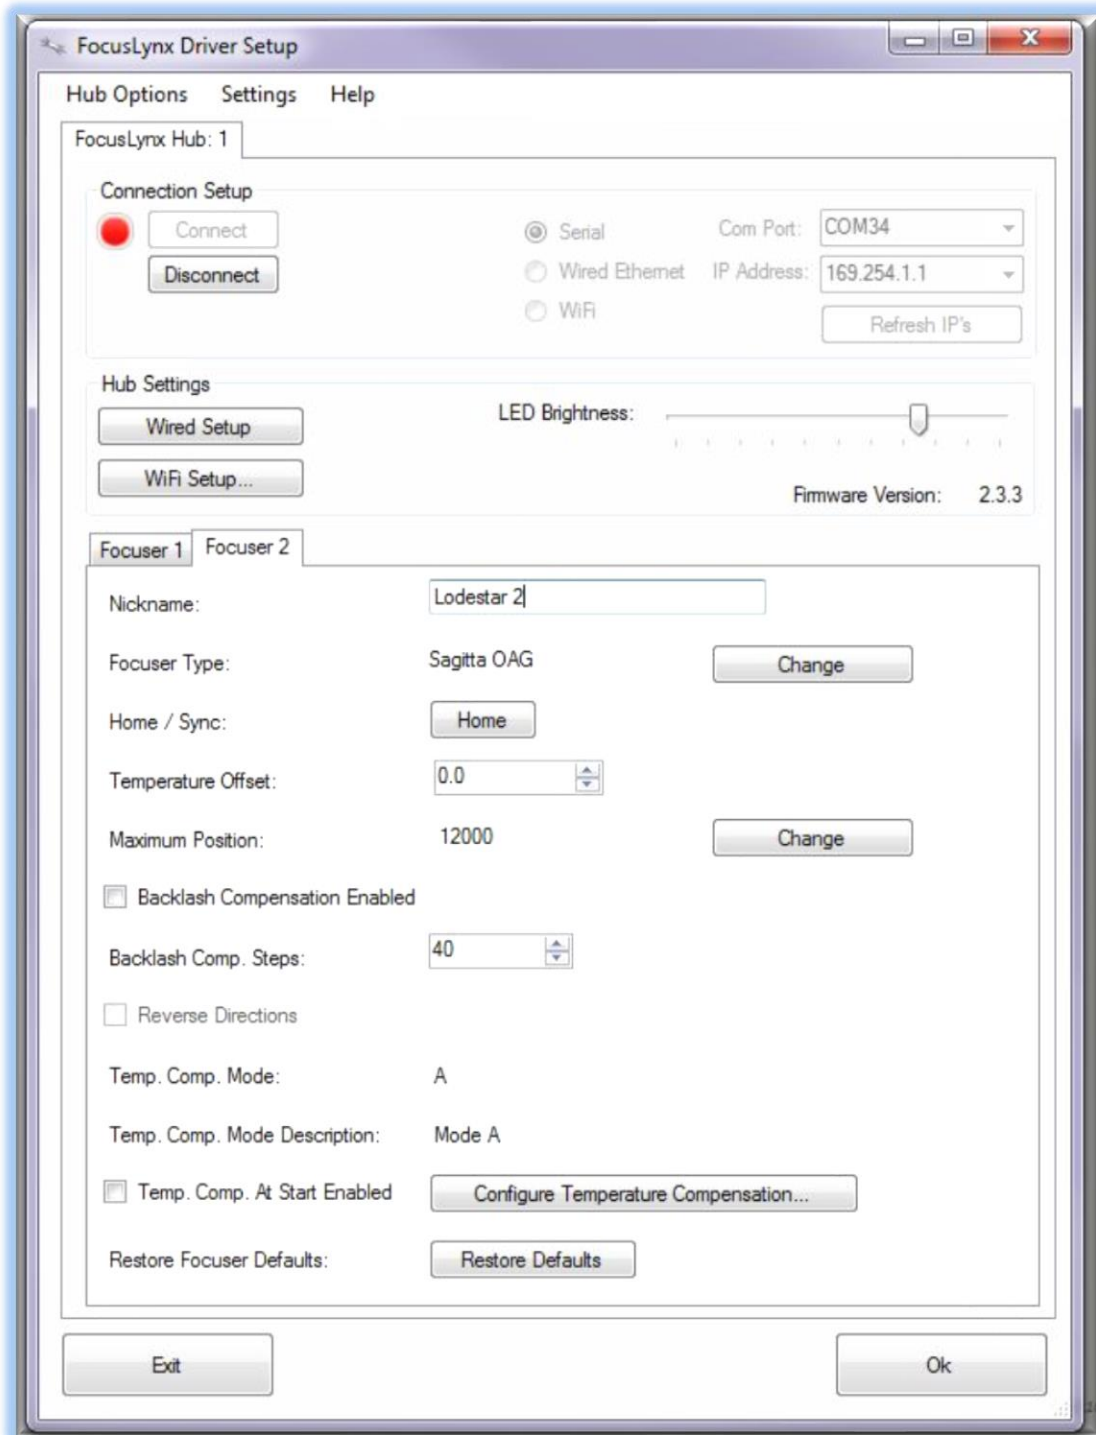 FocusLynx Driver Setup
Hub Options Settings Help
FocusLynx Hub: 1
Connection Setup
Connect
Disconnect
Serial
Wired Ethernet
WiFi
Com Port: COM34
IP Address: 169.254.1.1
Refresh IP's
Hub Settings
Wired Setup
WiFi Setup...
LED Brightness:
Firmware Version: 2.3.3
Focuser 1 Focuser 2
Nickname: Lodestar 2
Focuser Type: Sagitta OAG Change
Home / Sync: Home
Temperature Offset: 0.0
Maximum Position: 12000 Change
Backlash Compensation Enabled
Backlash Comp. Steps: 40
Reverse Directions
Temp. Comp. Mode: A
Temp. Comp. Mode Description: Mode A
Temp. Comp. At Start Enabled Configure Temperature Compensation...
Restore Focuser Defaults: Restore Defaults
Exit Ok